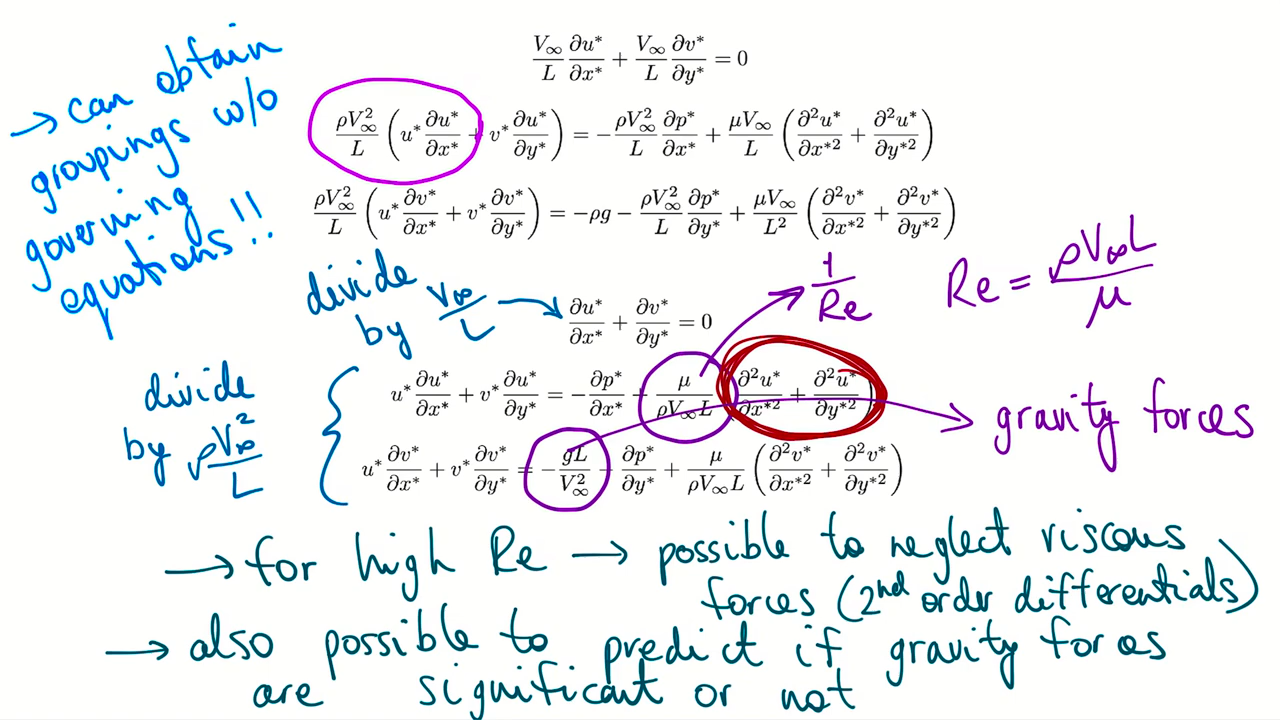 V∞/L ∂u*/∂x* + V∞/L ∂v*/∂y* = 0
→ can obtain
groupings w/o
governing
equations!!
ρV∞²/L (u* ∂u*/∂x* + v* ∂u*/∂y*) = −ρV∞²/L ∂p*/∂x* + μV∞/L (∂²u*/∂x*² + ∂²u*/∂y*²)
ρV∞²/L (u* ∂v*/∂x* + v* ∂v*/∂y*) = −ρg − ρV∞²/L ∂p*/∂y* + μV∞/L² (∂²v*/∂x*² + ∂²v*/∂y*²)
divide
by V∞/L → ∂u*/∂x* + ∂v*/∂y* = 0
1/Re
Re = ρV∞L/μ
divide
by ρV∞²/L
u* ∂u*/∂x* + v* ∂u*/∂y* = −∂p*/∂x* + μ/ρV∞L (∂²u*/∂x*² + ∂²u*/∂y*²)
→ gravity forces
u* ∂v*/∂x* + v* ∂v*/∂y* = −gL/V∞² − ∂p*/∂y* + μ/ρV∞L (∂²v*/∂x*² + ∂²v*/∂y*²)
→ for high Re → possible to neglect viscous
forces (2nd order differentials)
→ also possible to predict if gravity forces
are significant or not